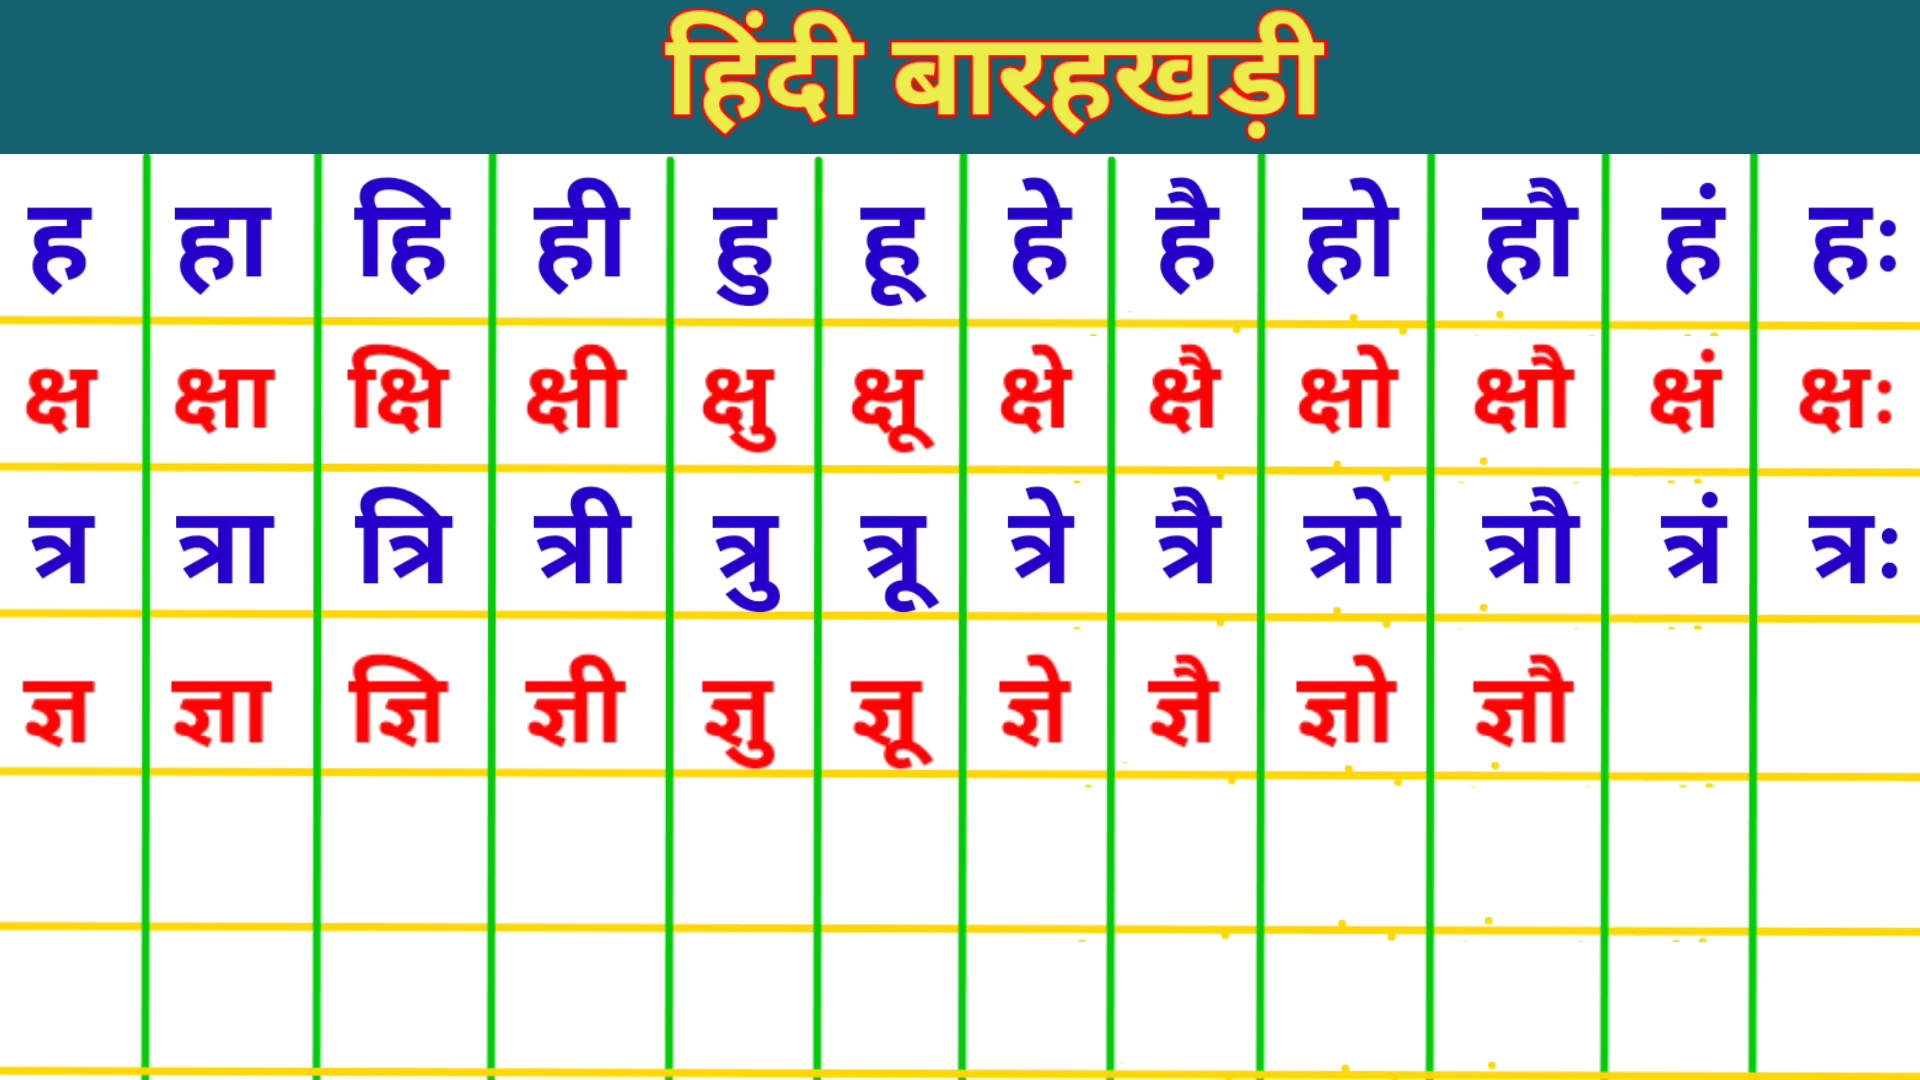 हिंदी बारहखड़ी
ह हा हि ही हु हू हे है हो हौ हं हः
क्ष क्षा क्षि क्षी क्षु क्षू क्षे क्षै क्षो क्षौ क्षं क्षः
त्र त्रा त्रि त्री त्रु त्रू त्रे त्रै त्रो त्रौ त्रं त्रः
ज्ञ ज्ञा ज्ञि ज्ञी ज्ञु ज्ञू ज्ञे ज्ञै ज्ञो ज्ञौ